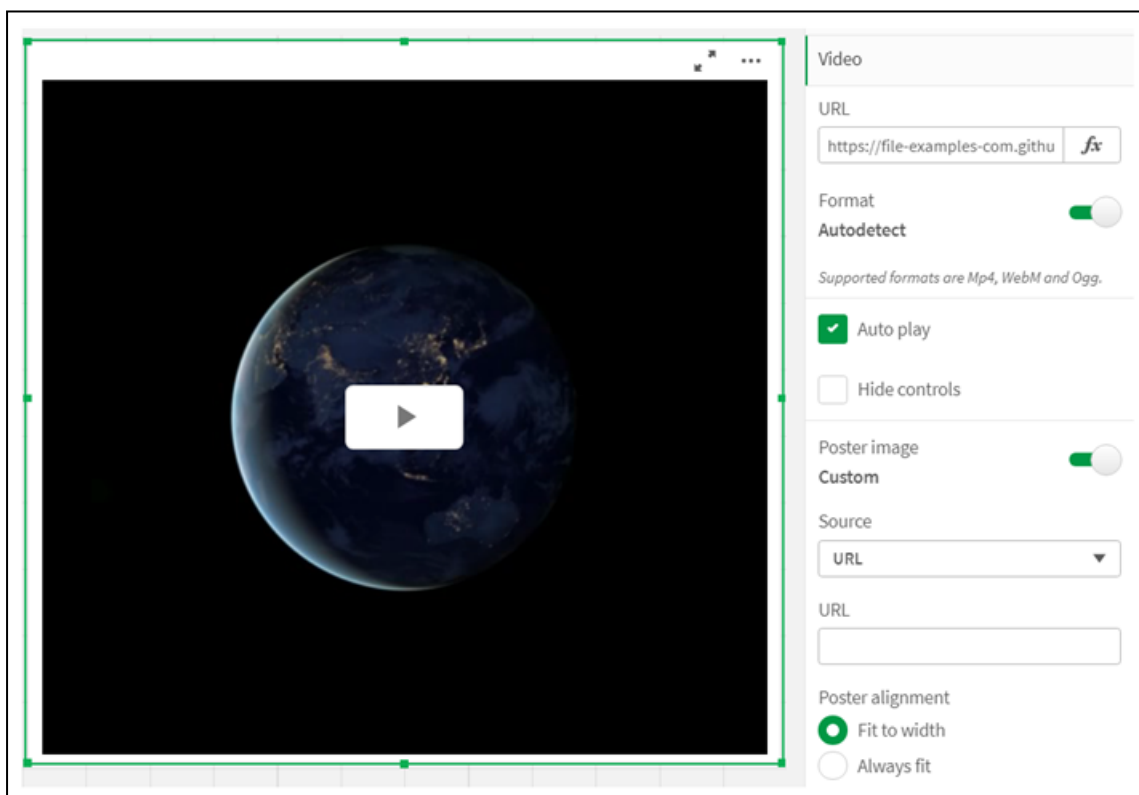 Video
URL
https://file-examples-com.githu
fx
Format
Autodetect
Supported formats are Mp4, WebM and Ogg.
Auto play
Hide controls
Poster image
Custom
Source
URL
URL
Poster alignment
Fit to width
Always fit